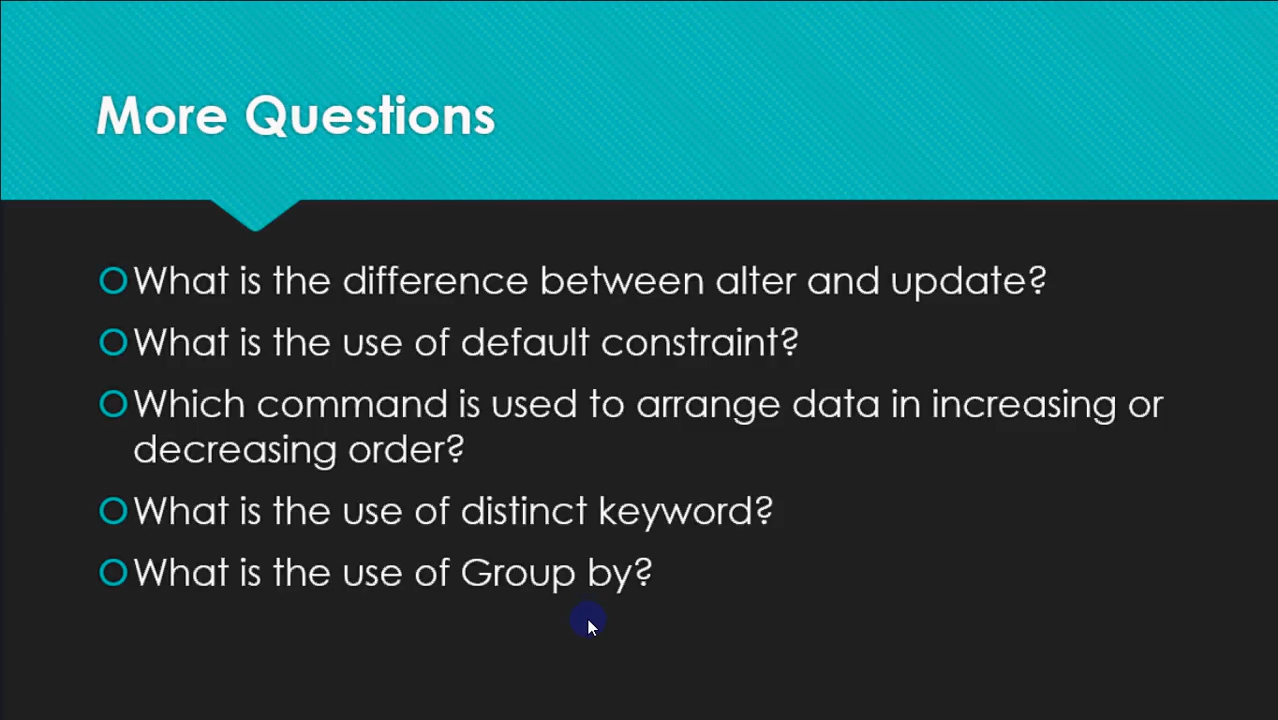 More Questions
What is the difference between alter and update?
What is the use of default constraint?
Which command is used to arrange data in increasing or
decreasing order?
What is the use of distinct keyword?
What is the use of Group by?